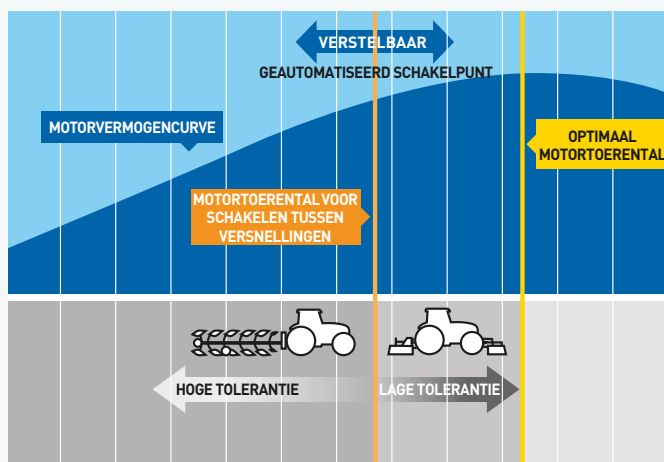 VERSTELBAAR
GEAUTOMATISEERD SCHAKELPUNT
MOTORVERMOGENCURVE
OPTIMAAL
MOTORTOERENTAL
MOTORTOERENTAL VOOR
SCHAKELEN TUSSEN
VERSNELLINGEN
HOGE TOLERANTIE
LAGE TOLERANTIE